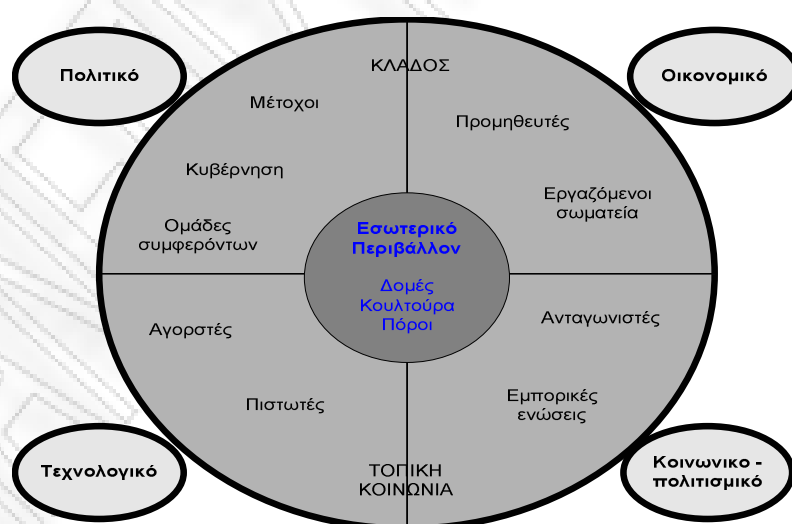 Πολιτικό
ΚΛΑΔΟΣ
Οικονομικό
Μέτοχοι
Προμηθευτές
Κυβέρνηση
Εργαζόμενοι
σωματεία
Ομάδες
συμφερόντων
Εσωτερικό
Περιβάλλον
Δομές
Κουλτούρα
Πόροι
Αγορστές
Ανταγωνιστές
Πιστωτές
Εμπορικές
ενώσεις
Τεχνολογικό
ΤΟΠΙΚΗ
ΚΟΙΝΩΝΙΑ
Κοινωνικο -
πολιτισμικό